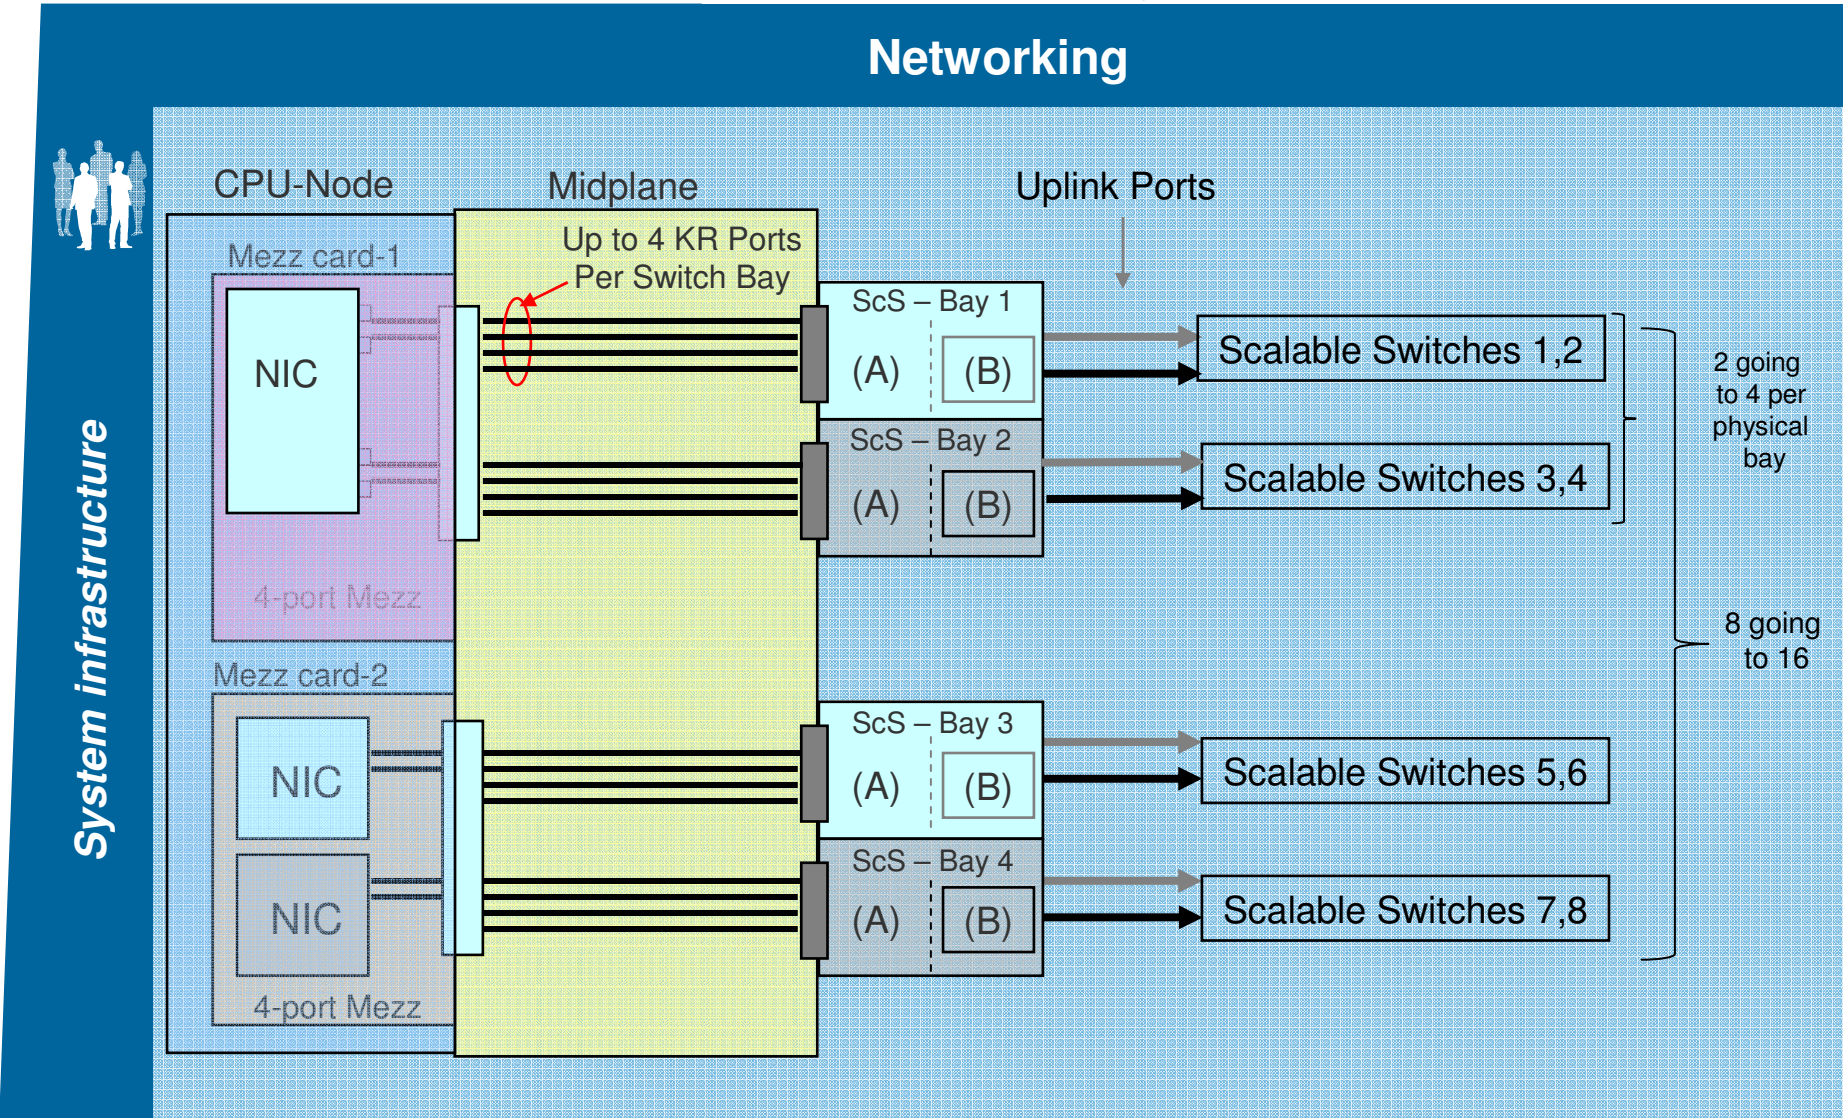 Networking
System infrastructure
CPU-Node
Midplane
Uplink Ports
Mezz card-1
Up to 4 KR Ports
Per Switch Bay
NIC
4-port Mezz
ScS – Bay 1
(A)
(B)
Scalable Switches 1,2
ScS – Bay 2
(A)
(B)
Scalable Switches 3,4
2 going
to 4 per
physical
bay
8 going
to 16
Mezz card-2
NIC
NIC
4-port Mezz
ScS – Bay 3
(A)
(B)
Scalable Switches 5,6
ScS – Bay 4
(A)
(B)
Scalable Switches 7,8